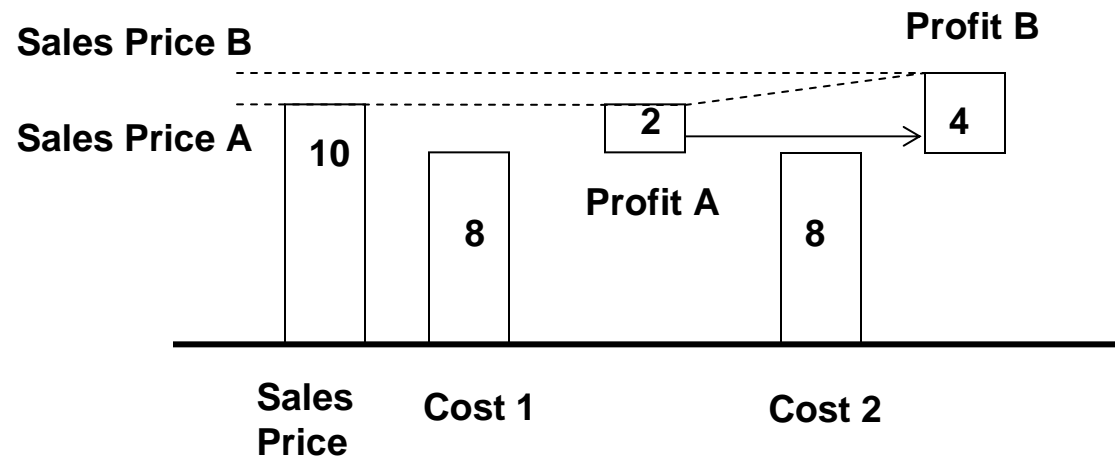 Profit B
Sales Price B
Sales Price A
10
2
4
Profit A
8
8
Sales
Price
Cost 1
Cost 2